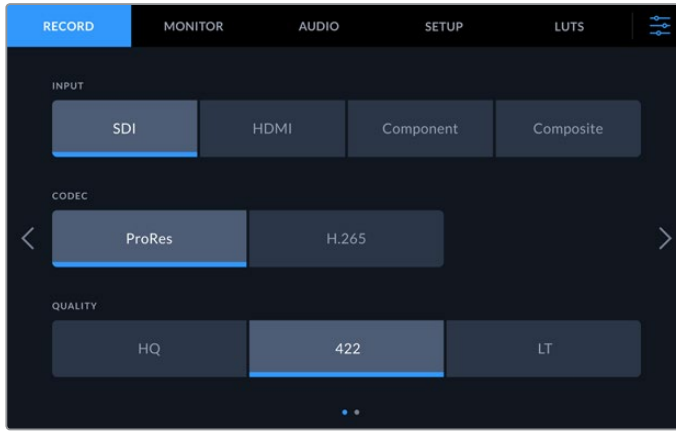 RECORD MONITOR AUDIO SETUP LUTS
INPUT
SDI HDMI Component Composite
CODEC
ProRes H.265
QUALITY
HQ 422 LT